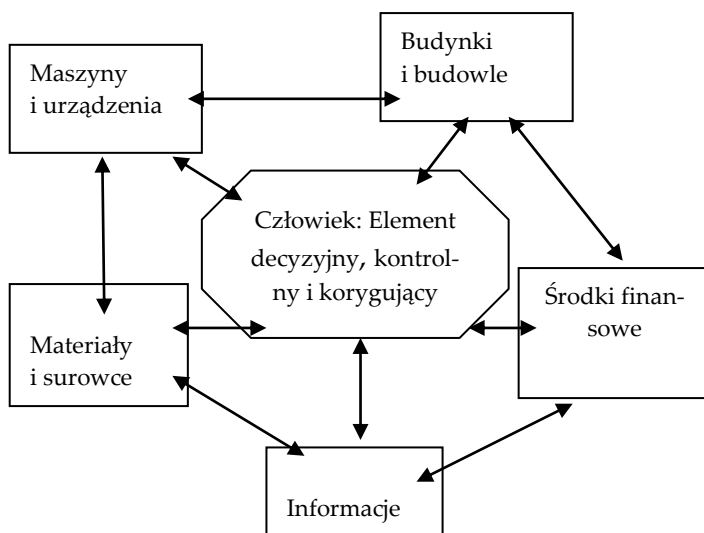 Budynki
i budowle
Maszyny
i urządzenia
Człowiek: Element
decyzyjny, kontrol-
ny i korygujący
Środki finan-
sowe
Materiały
i surowce
Informacje